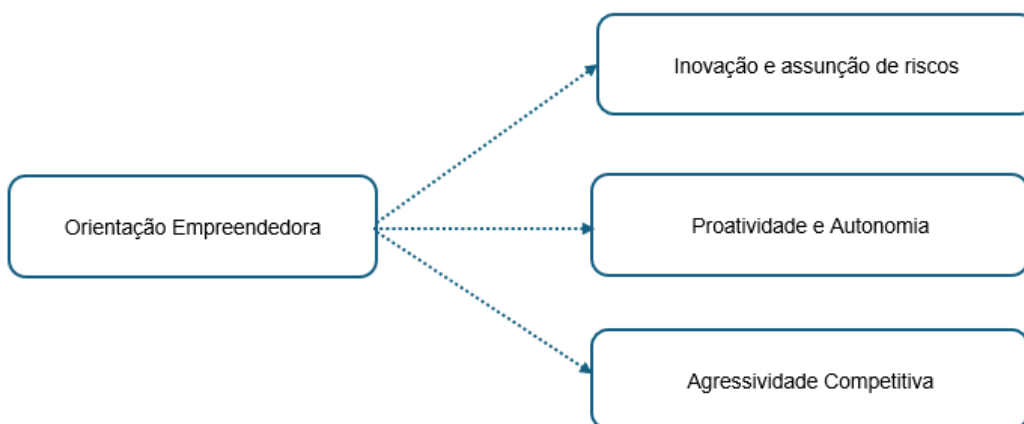 Inovação e assunção de riscos
Orientação Empreendedora
Proatividade e Autonomia
Agressividade Competitiva